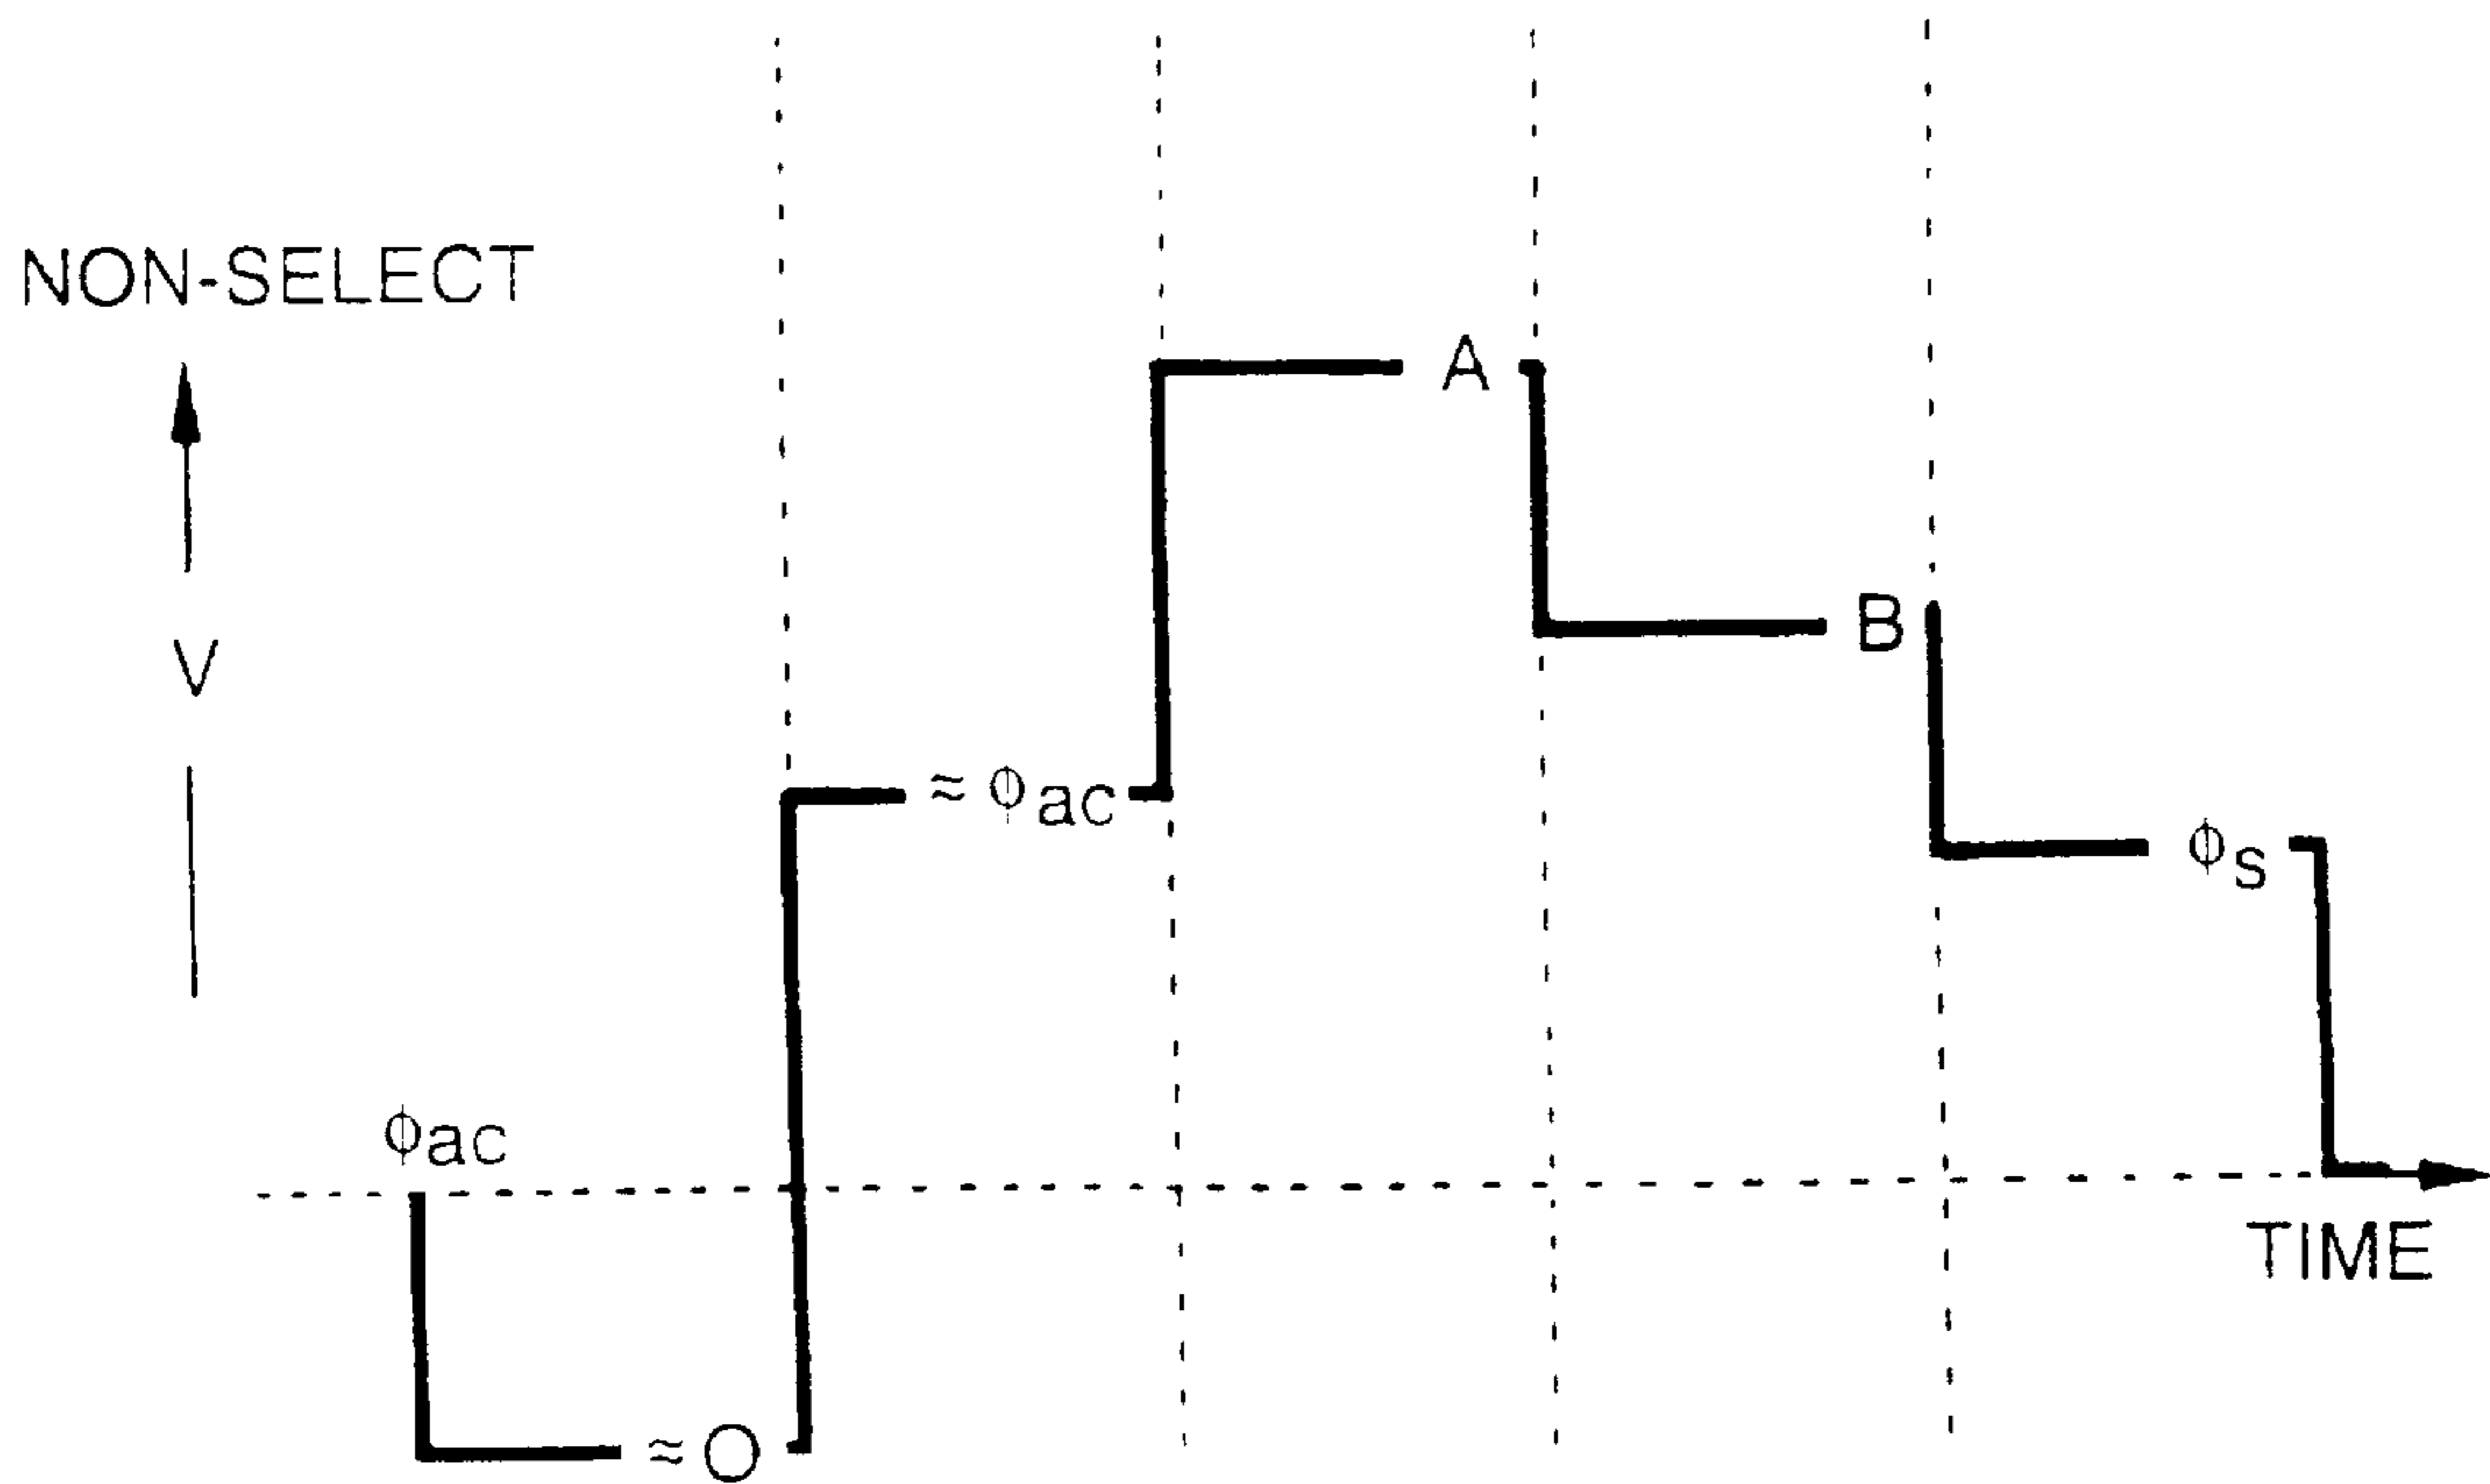 NON-SELECT
A
B
V
≈ ϕac
ϕs
ϕac
TIME
≈ O